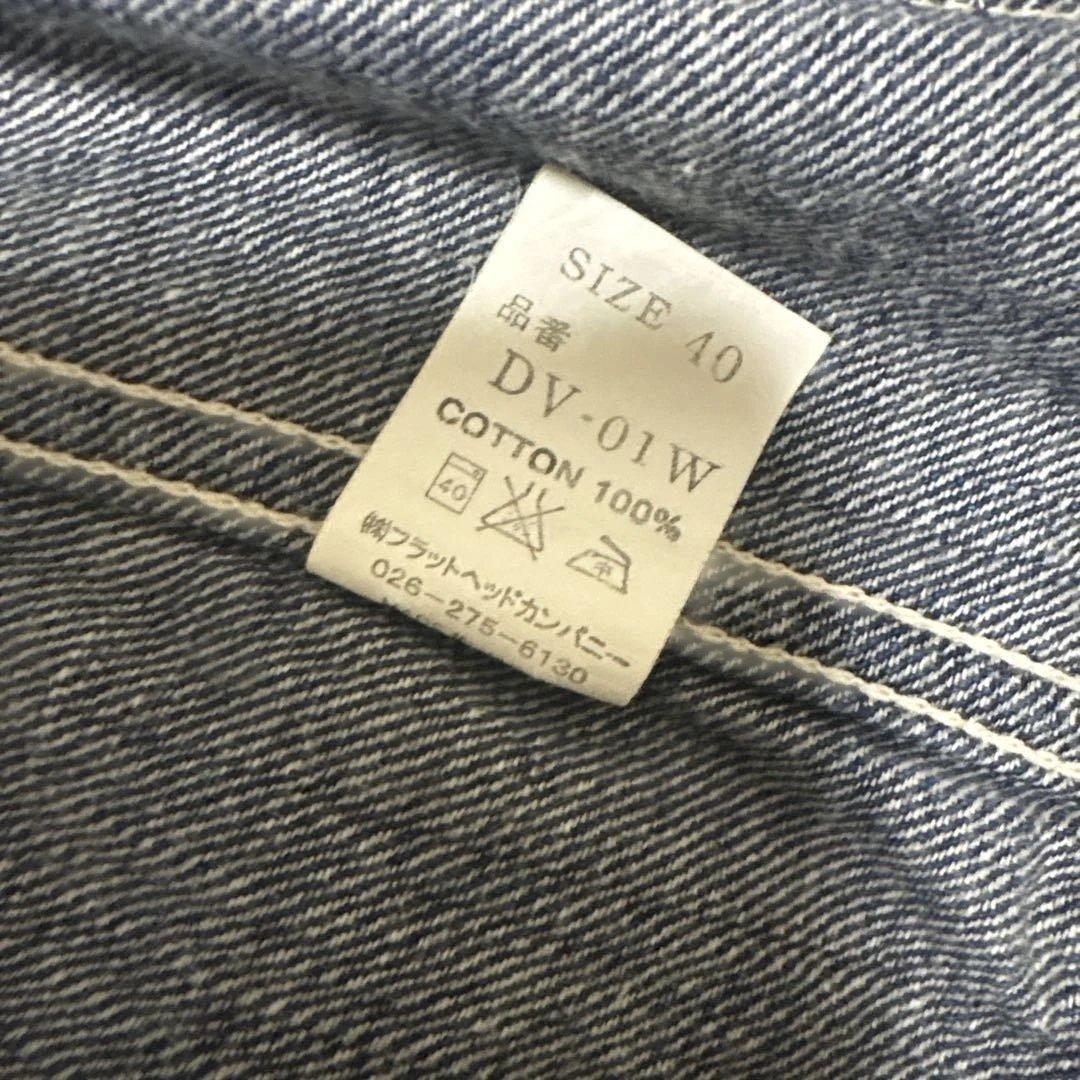 SIZE 40
品番
DV-01W
COTTON 100%
40 中
㈱フラットヘッドカンパニー
026-275-6130